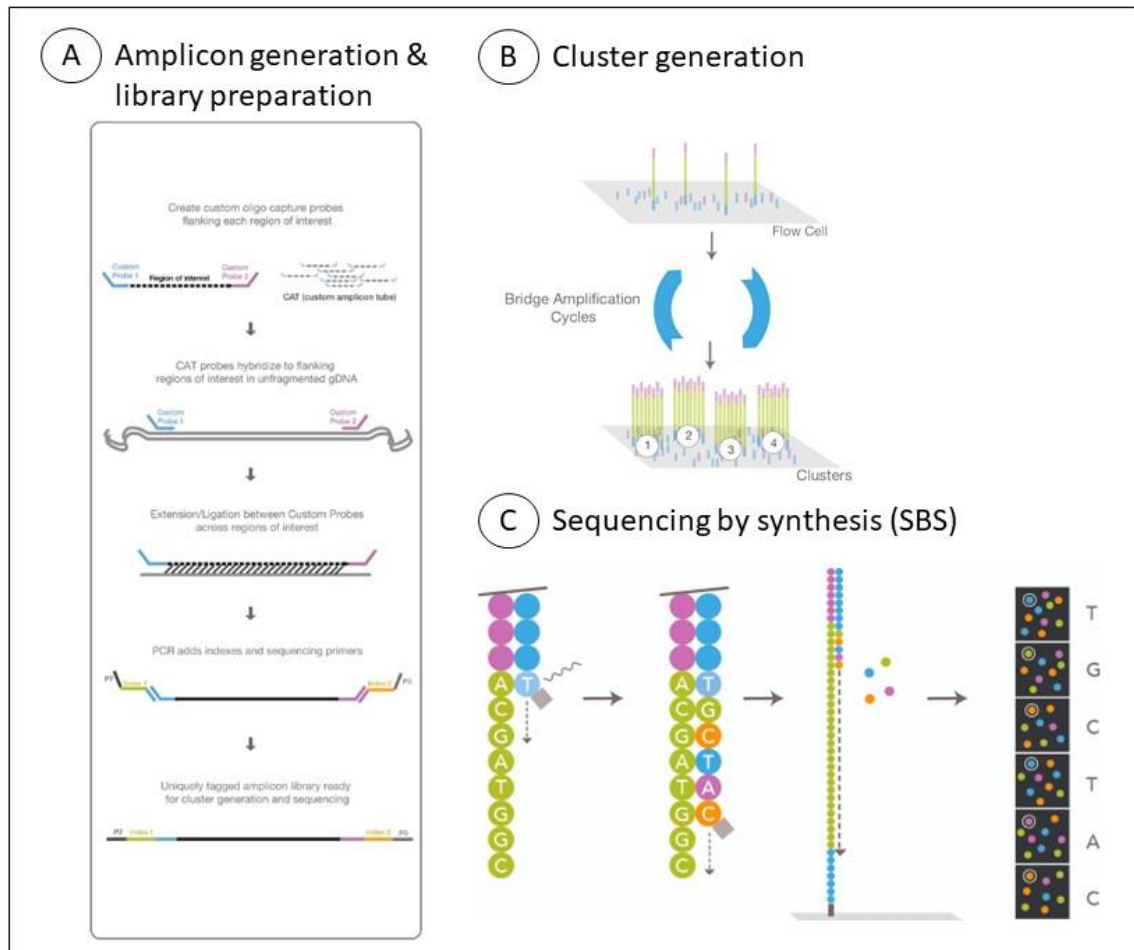 A Amplicon generation &
library preparation
Create custom oligo capture probes
flanking each region of interest
Custom
Probe 1
Region of interest
Custom
Probe 2
CAT (custom amplicon tube)
CAT probes hybridize to flanking
regions of interest in unfragmented gDNA
Custom
Probe 1
Custom
Probe 2
Extension/Ligation between Custom Probes
across regions of interest
PCR adds indexes and sequencing primers
P7
Index 1
Index 2
P5
Uniquely tagged amplicon library ready
for cluster generation and sequencing
P7
Index 1
Index 2
P5
B Cluster generation
Flow Cell
Bridge Amplification
Cycles
1
2
3
4
Clusters
C Sequencing by synthesis (SBS)
A T
C
G
A
T
G
G
C
A T
C G
G C
A T
T A
G C
G
C
T
G
C
T
A
C